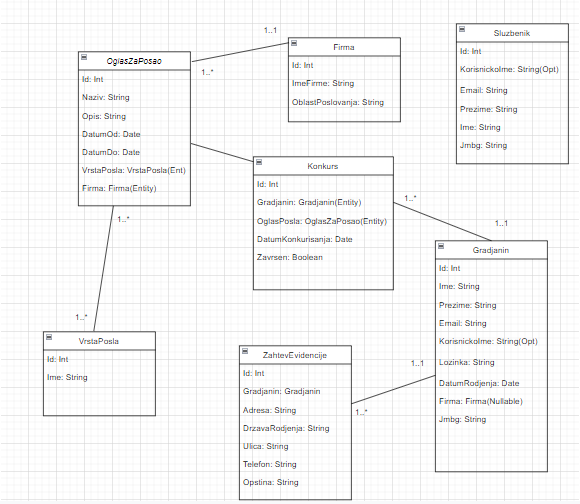 OglasZaPosao
Id: Int
Naziv: String
Opis: String
DatumOd: Date
DatumDo: Date
VrstaPosla: VrstaPosla(Ent)
Firma: Firma(Entity)
1..1
1..*
Firma
Id: Int
ImeFirme: String
OblastPoslovanja: String
Sluzbenik
Id: Int
KorisnickoIme: String(Opt)
Email: String
Prezime: String
Ime: String
Jmbg: String
Konkurs
Id: Int
Gradjanin: Gradjanin(Entity)
OglasPosla: OglasZaPosao(Entity)
DatumKonkurisanja: Date
Zavrsen: Boolean
1..*
1..1
Gradjanin
Id: Int
Ime: String
Prezime: String
Email: String
KorisnickoIme: String(Opt)
Lozinka: String
DatumRodjenja: Date
Firma: Firma(Nullable)
Jmbg: String
1..*
1..*
VrstaPosla
Id: Int
Ime: String
ZahtevEvidencije
Id: Int
Gradjanin: Gradjanin
Adresa: String
DrzavaRodjenja: String
Ulica: String
Telefon: String
Opstina: String
1..1
1..*